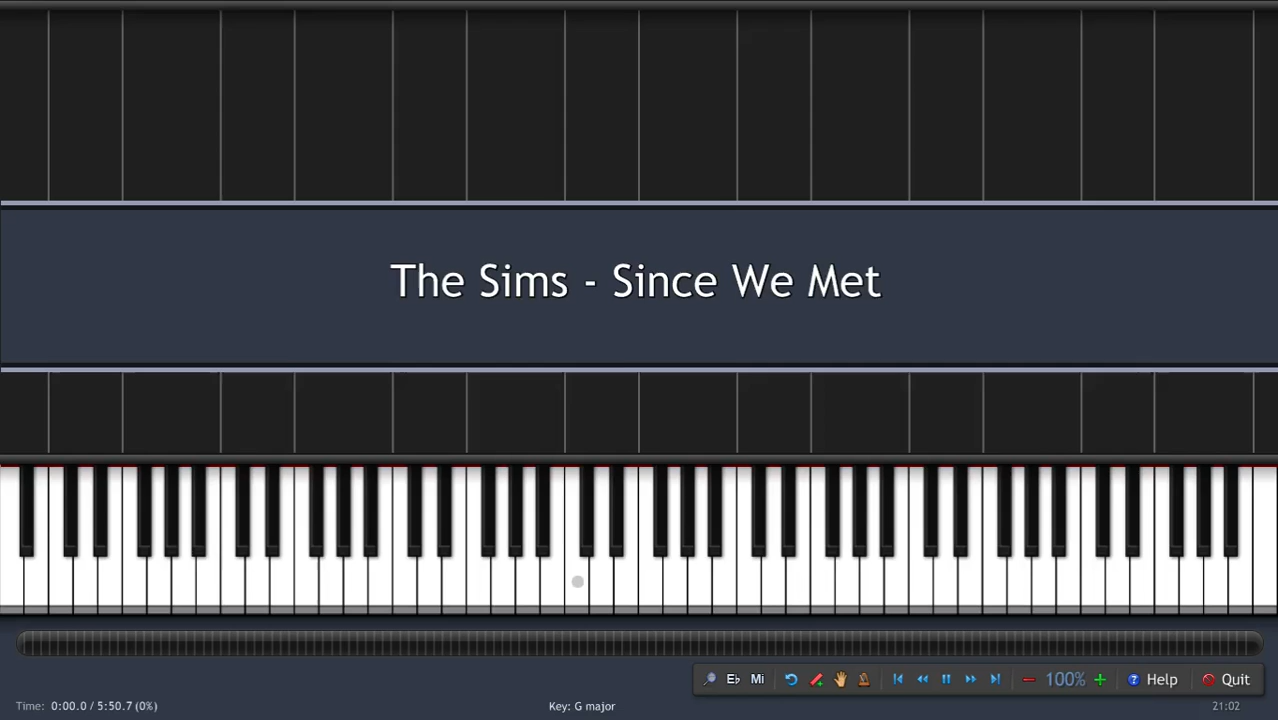 The Sims - Since We Met
E♭ Mi 100% Help Quit
Time: 0:00.0 / 5:50.7 (0%) Key: G major 21:02